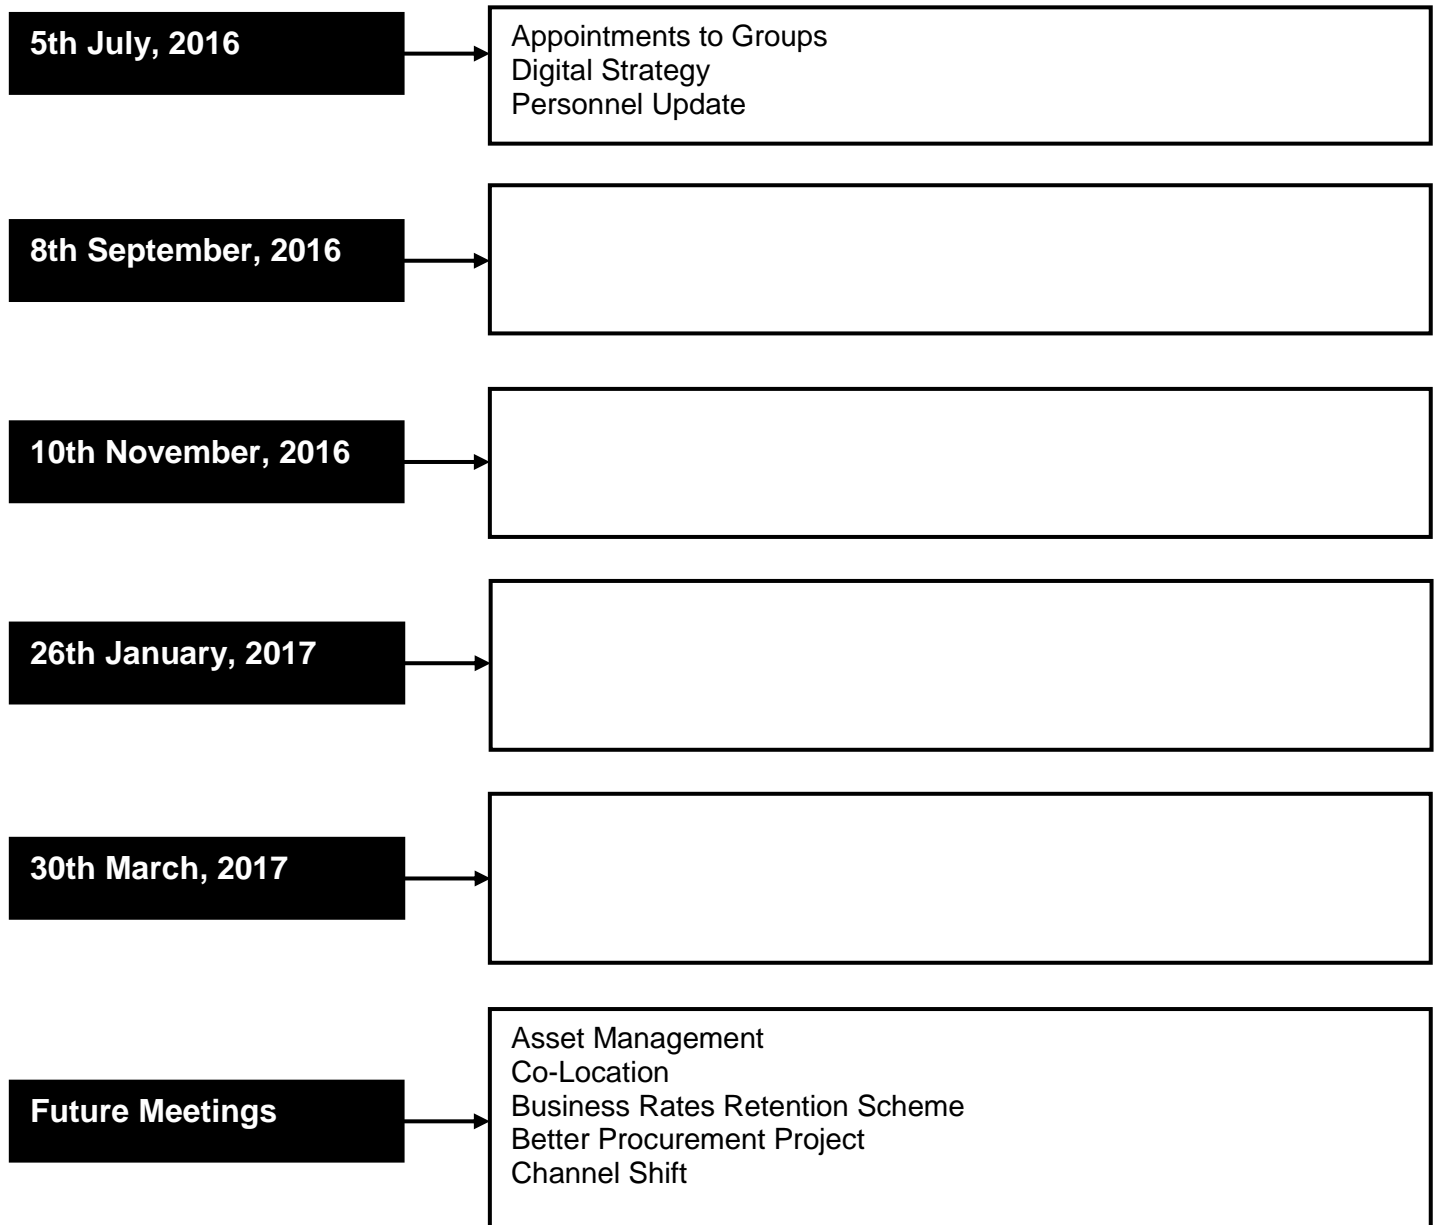 5th July, 2016
Appointments to Groups
Digital Strategy
Personnel Update
8th September, 2016
10th November, 2016
26th January, 2017
30th March, 2017
Future Meetings
Asset Management
Co-Location
Business Rates Retention Scheme
Better Procurement Project
Channel Shift